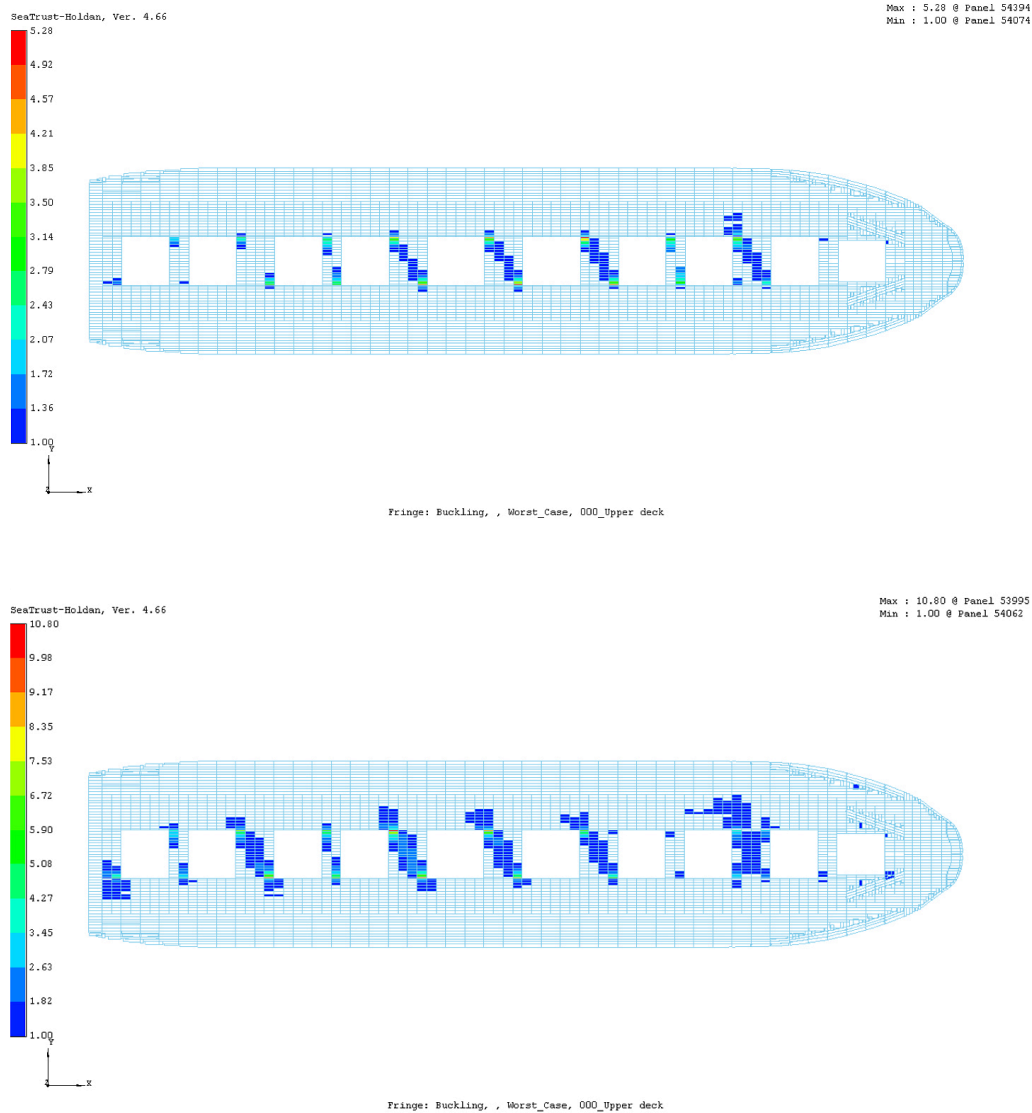 SeaTrust-Holdan, Ver. 4.66
Max : 5.28 @ Panel 54394
Min : 1.00 @ Panel 54074
5.28
4.92
4.57
4.21
3.85
3.50
3.14
2.79
2.43
2.07
1.72
1.36
1.00
Y
Z
X
Fringe: Buckling, , Worst_Case, 000_Upper deck
SeaTrust-Holdan, Ver. 4.66
Max : 10.80 @ Panel 53995
Min : 1.00 @ Panel 54062
10.80
9.98
9.17
8.35
7.53
6.72
5.90
5.08
4.27
3.45
2.63
1.82
1.00
Y
Z
X
Fringe: Buckling, , Worst_Case, 000_Upper deck